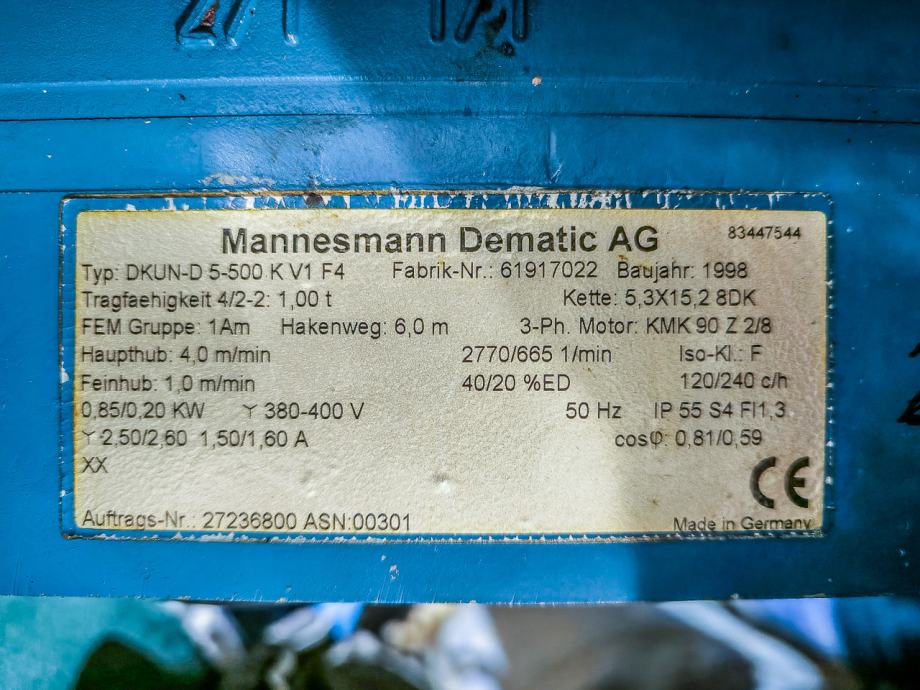 Mannesmann Dematic AG 83447544
Typ: DKUN-D 5-500 K V1 F4 Fabrik-Nr.: 61917022 Baujahr: 1998
Tragfaehigkeit 4/2-2: 1,00 t Kette: 5,3X15,2 8DK
FEM Gruppe: 1Am Hakenweg: 6,0 m 3-Ph. Motor: KMK 90 Z 2/8
Haupthub: 4,0 m/min 2770/665 1/min Iso-Kl.: F
Feinhub: 1,0 m/min 40/20 %ED 120/240 c/h
0,85/0,20 KW Y 380-400 V 50 Hz IP 55 S4 FI1,3
Y 2,50/2,60 1,50/1,60 A cosφ: 0,81/0,59
XX
CE
Auftrags-Nr.: 27236800 ASN:00301 Made in Germany